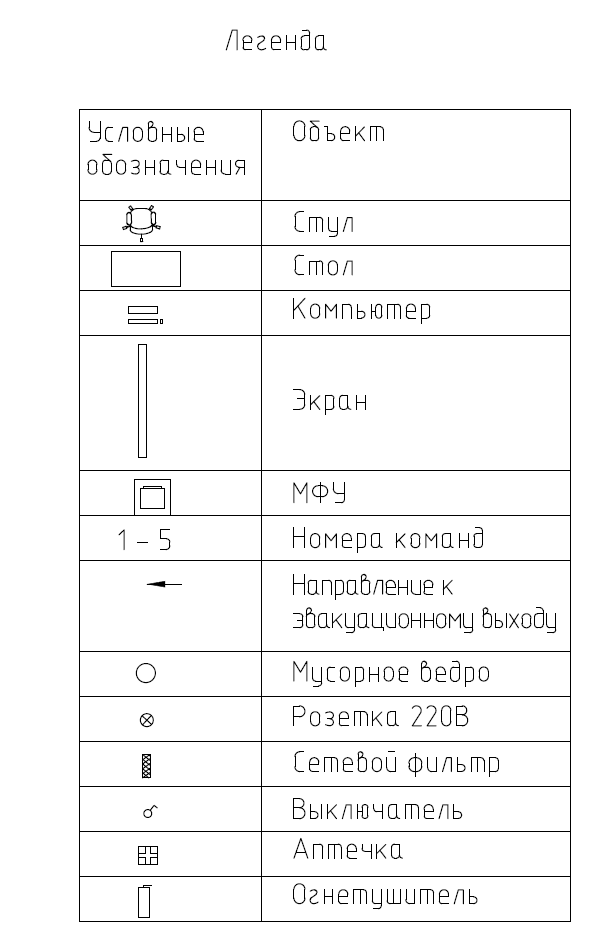 Легенда
Условные
обозначения
Объект
Стул
Стол
Компьютер
Экран
МФУ
1 – 5
Номера команд
Направление к
эвакуационному выходу
Мусорное ведро
Розетка 220В
Сетевой фильтр
Выключатель
Аптечка
Огнетушитель